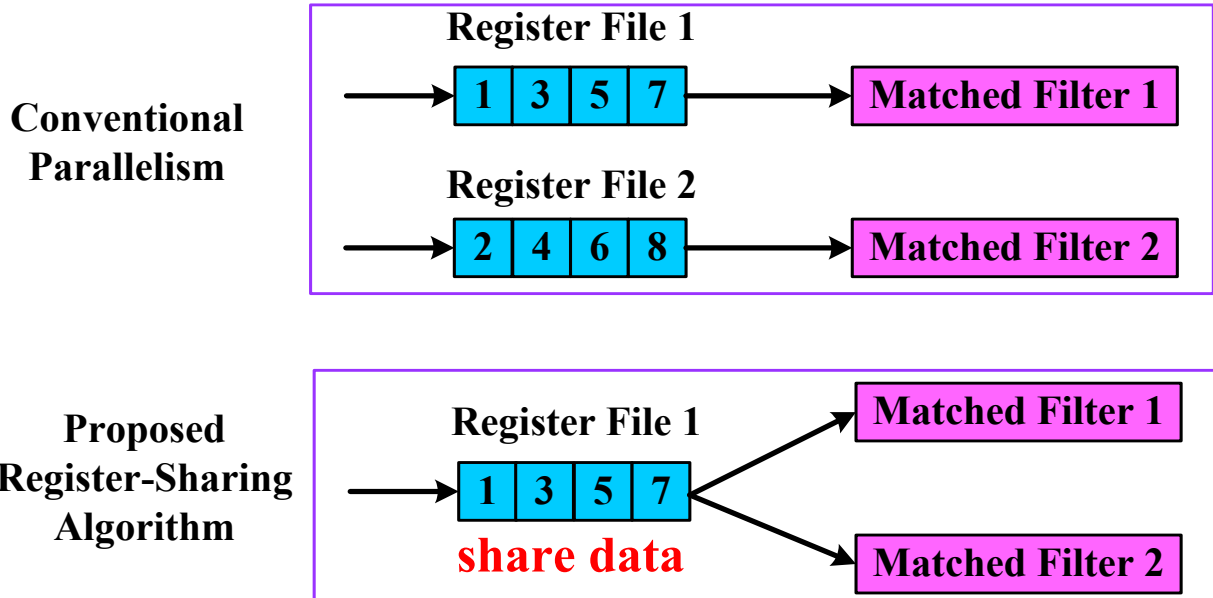 Conventional
Parallelism
Register File 1
1 3 5 7
Matched Filter 1
Register File 2
2 4 6 8
Matched Filter 2
Proposed
Register-Sharing
Algorithm
Register File 1
1 3 5 7
share data
Matched Filter 1
Matched Filter 2